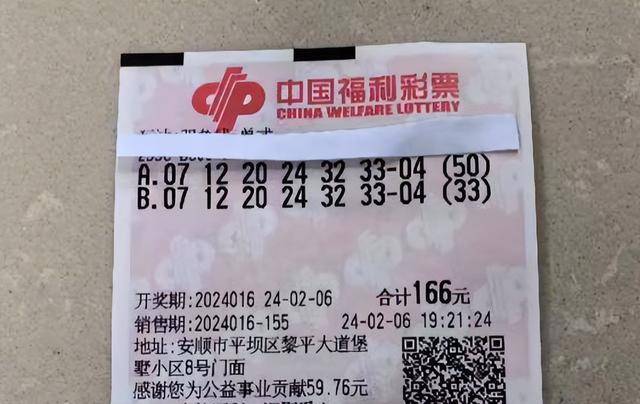 中国福利彩票
CHINA WELFARE LOTTERY
A.07 12 20 24 32 33-04 (50)
B.07 12 20 24 32 33-04 (33)
开奖期:2024016 24-02-06 合计166元
销售期:2024016-155 24-02-06 19:21:24
地址:安顺市平坝区黎平大道堡
墅小区8号门面
感谢您为公益事业贡献59.76元